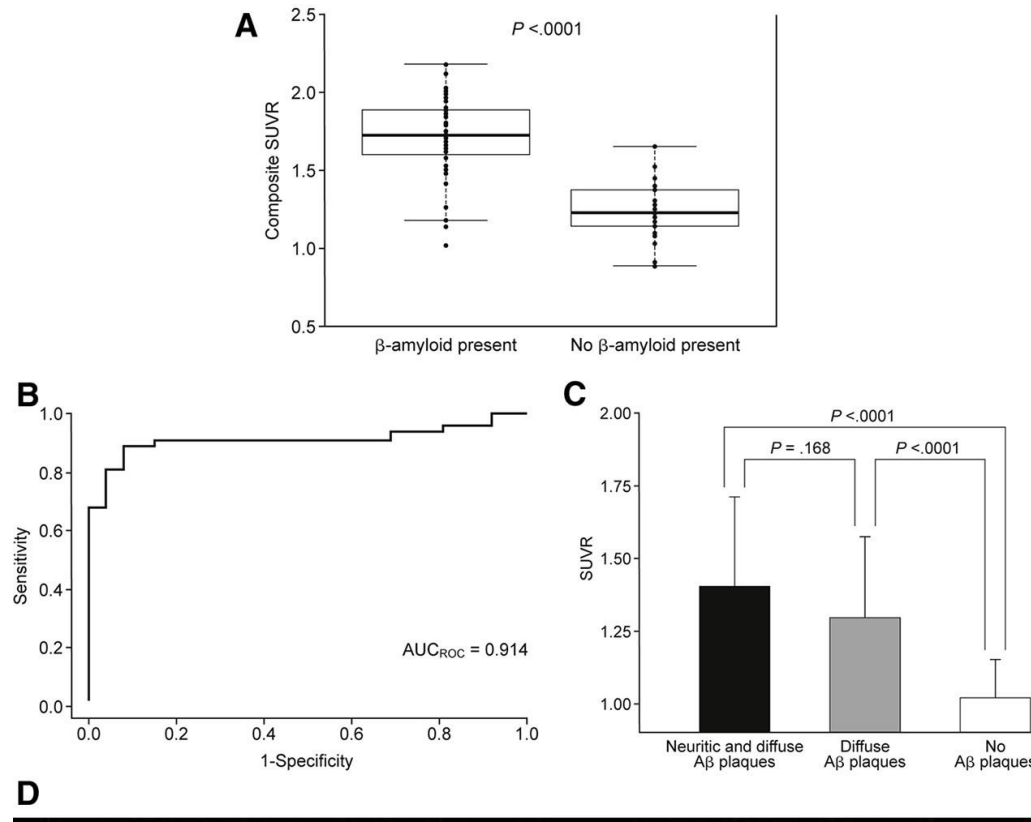 A
P <.0001
Composite SUVR
2.5
2.0
1.5
1.0
0.5
β-amyloid present
No β-amyloid present
B
Sensitivity
1.0
0.8
0.6
0.4
0.2
0.0
AUCROC = 0.914
0.0 0.2 0.4 0.6 0.8 1.0
1-Specificity
C
SUVR
2.00
1.75
1.50
1.25
1.00
P <.0001
P = .168
P <.0001
Neuritic and diffuse
Aβ plaques
Diffuse
Aβ plaques
No
Aβ plaques
D